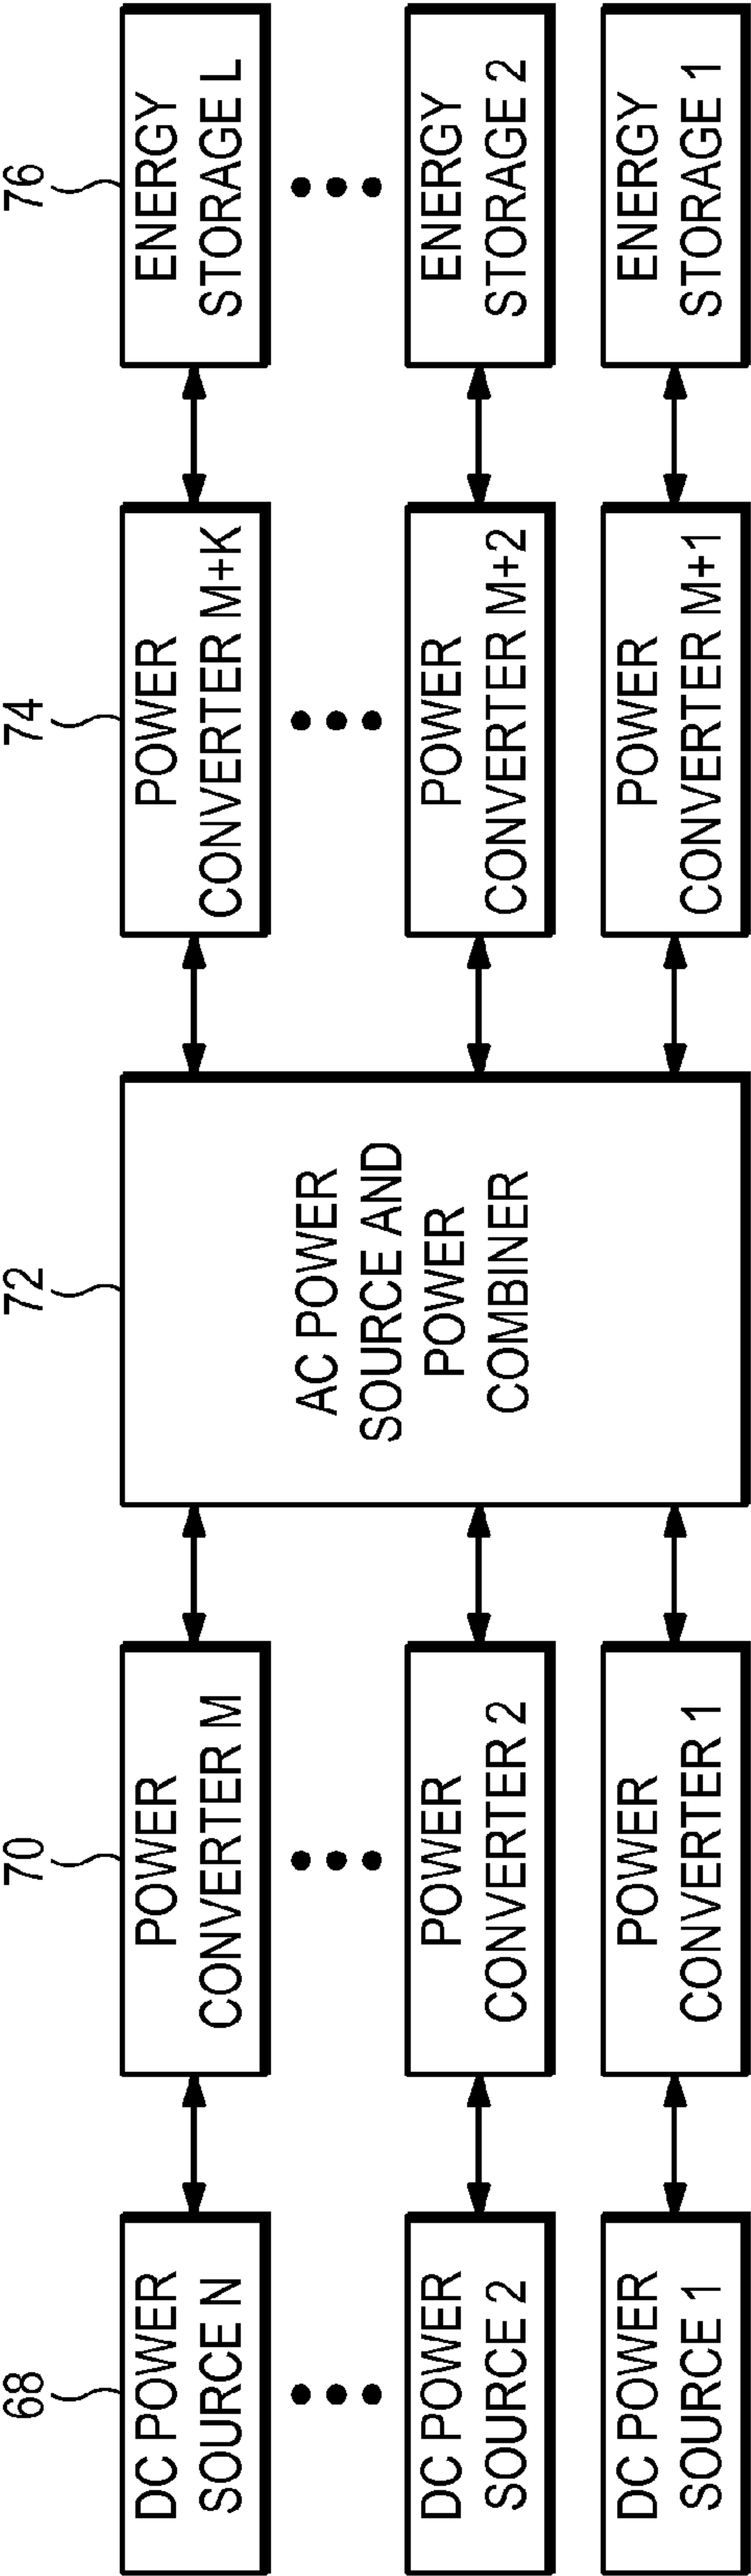 68
70
72
74
76
DC POWER
SOURCE N
POWER
CONVERTER M
AC POWER
SOURCE AND
POWER
COMBINER
POWER
CONVERTER M+K
ENERGY
STORAGE L
DC POWER
SOURCE 2
POWER
CONVERTER 2
POWER
CONVERTER M+2
ENERGY
STORAGE 2
DC POWER
SOURCE 1
POWER
CONVERTER 1
POWER
CONVERTER M+1
ENERGY
STORAGE 1